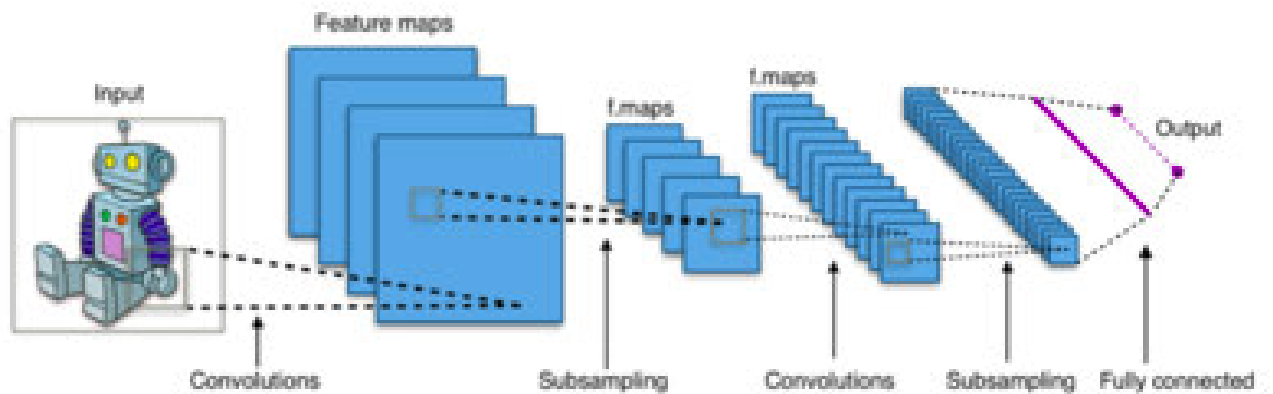 Feature maps
f.maps
Input
f.maps
Output
Convolutions
Subsampling
Convolutions
Subsampling
Fully connected